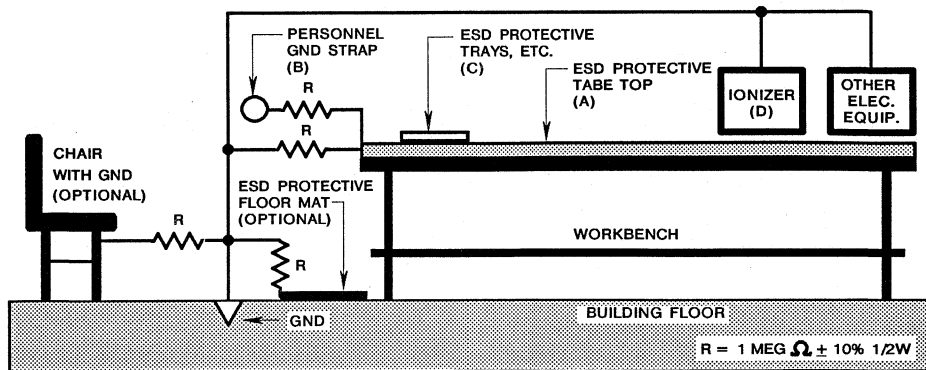 PERSONNEL
GND STRAP
(B)
R
ESD PROTECTIVE
TRAYS, ETC.
(C)
ESD PROTECTIVE
TABE TOP
(A)
IONIZER
(D)
OTHER
ELEC.
EQUIP.
R
CHAIR
WITH GND
(OPTIONAL)
ESD PROTECTIVE
FLOOR MAT
(OPTIONAL)
R
R
WORKBENCH
GND
BUILDING FLOOR
R = 1 MEG Ω ± 10% 1/2W